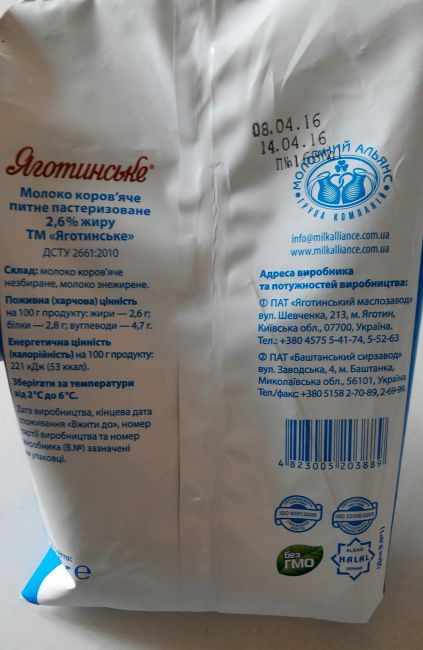 Яготинське®
Молоко коров'яче
питне пастеризоване
2,6% жиру
ТМ «Яготинське»
ДСТУ 2661:2010
Склад: молоко коров'яче
незбиране, молоко знежирене.
Поживна (харчова) цінність
на 100 г продукту: жири — 2,6 г;
білки — 2,8 г; вуглеводи — 4,7 г.
Енергетична цінність
(калорійність) на 100 г продукту:
221 кДж (53 ккал).
Зберігати за температури
від 2°С до 6°С.
Дата виробництва, кінцева дата
споживання «Вжити до», номер
партії виробництва та номер
виробника (В.№) зазначені
на упаковці.
08.04.16
14.04.16
МОЛОЧНИЙ АЛЬЯНС
ГРУПА КОМПАНІЙ
info@milkalliance.com.ua
www.milkalliance.com.ua
Адреса виробника
та потужностей виробництва:
① ПАТ «Яготинський маслозавод»
вул. Шевченка, 213, м. Яготин,
Київська обл., 07700, Україна.
Тел.: +380 4575 5-41-74, 5-52-63
② ПАТ «Баштанський сирзавод»
вул. Заводська, 4, м. Баштанка,
Миколаївська обл., 56101, Україна.
Тел./факс +380 5158 2-70-89, 2-69-99.
4 823005 203889
ISO 9001:2008
ISO 22000:2005
без
ГМО
ALRAID
HALAL
UKRAINE
(Для В.№1)
℮